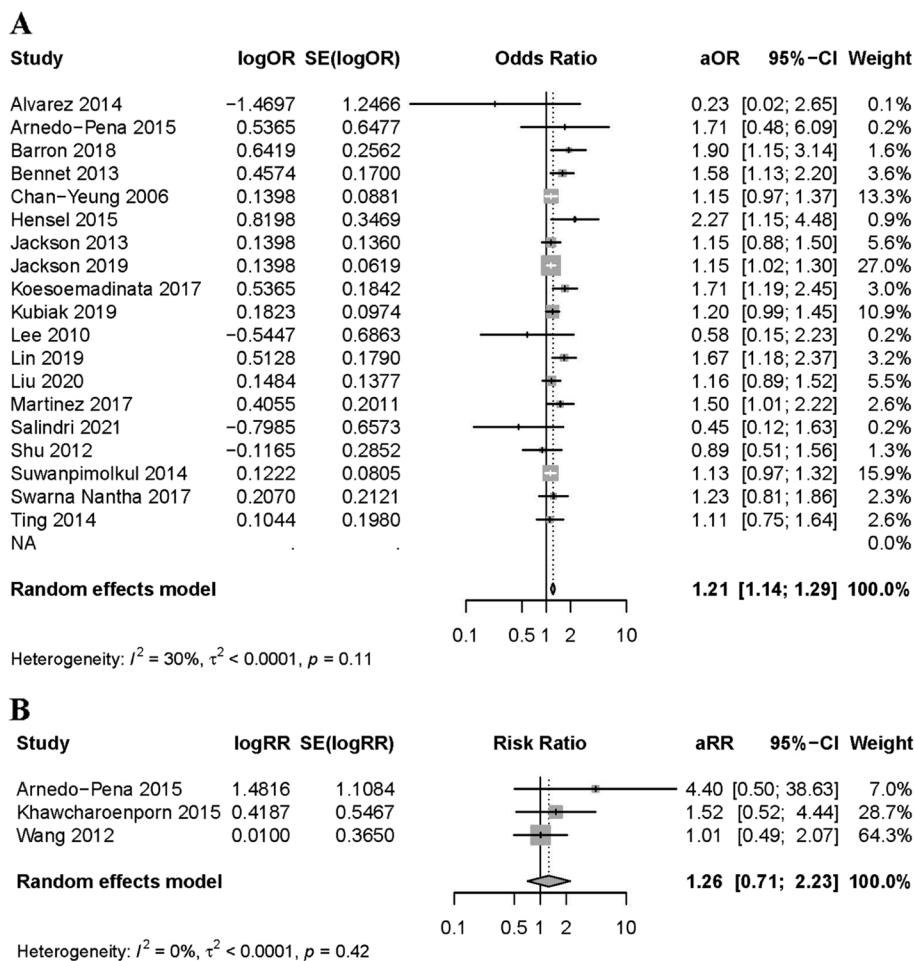 A
Study logOR SE(logOR) Odds Ratio aOR 95%−CI Weight
Alvarez 2014 −1.4697 1.2466 0.23 [0.02; 2.65] 0.1%
Arnedo−Pena 2015 0.5365 0.6477 1.71 [0.48; 6.09] 0.2%
Barron 2018 0.6419 0.2562 1.90 [1.15; 3.14] 1.6%
Bennet 2013 0.4574 0.1700 1.58 [1.13; 2.20] 3.6%
Chan−Yeung 2006 0.1398 0.0881 1.15 [0.97; 1.37] 13.3%
Hensel 2015 0.8198 0.3469 2.27 [1.15; 4.48] 0.9%
Jackson 2013 0.1398 0.1360 1.15 [0.88; 1.50] 5.6%
Jackson 2019 0.1398 0.0619 1.15 [1.02; 1.30] 27.0%
Koesoemadinata 2017 0.5365 0.1842 1.71 [1.19; 2.45] 3.0%
Kubiak 2019 0.1823 0.0974 1.20 [0.99; 1.45] 10.9%
Lee 2010 −0.5447 0.6863 0.58 [0.15; 2.23] 0.2%
Lin 2019 0.5128 0.1790 1.67 [1.18; 2.37] 3.2%
Liu 2020 0.1484 0.1377 1.16 [0.89; 1.52] 5.5%
Martinez 2017 0.4055 0.2011 1.50 [1.01; 2.22] 2.6%
Salindri 2021 −0.7985 0.6573 0.45 [0.12; 1.63] 0.2%
Shu 2012 −0.1165 0.2852 0.89 [0.51; 1.56] 1.3%
Suwanpimolkul 2014 0.1222 0.0805 1.13 [0.97; 1.32] 15.9%
Swarna Nantha 2017 0.2070 0.2121 1.23 [0.81; 1.86] 2.3%
Ting 2014 0.1044 0.1980 1.11 [0.75; 1.64] 2.6%
NA . . 0.0%
Random effects model 1.21 [1.14; 1.29] 100.0%
0.1 0.5 1 2 10
Heterogeneity: I² = 30%, τ² < 0.0001, p = 0.11
B
Study logRR SE(logRR) Risk Ratio aRR 95%−CI Weight
Arnedo−Pena 2015 1.4816 1.1084 4.40 [0.50; 38.63] 7.0%
Khawcharoenporn 2015 0.4187 0.5467 1.52 [0.52; 4.44] 28.7%
Wang 2012 0.0100 0.3650 1.01 [0.49; 2.07] 64.3%
Random effects model 1.26 [0.71; 2.23] 100.0%
0.1 0.5 1 2 10
Heterogeneity: I² = 0%, τ² < 0.0001, p = 0.42